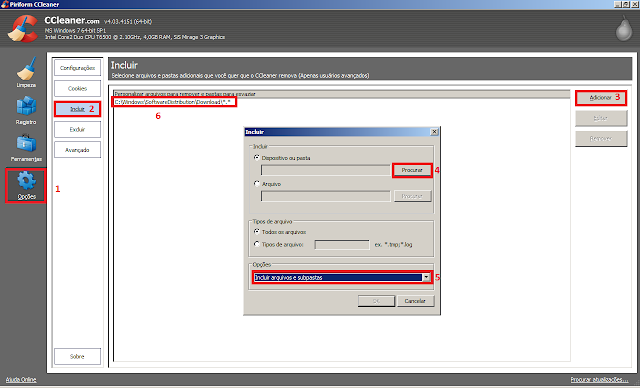 Piriform CCleaner
CCleaner.com v4.03.4151 (64-bit)
MS Windows 7 64-bit SP1
Intel Core2 Duo CPU T6500 @ 2.10GHz, 4,0GB RAM, SiS Mirage 3 Graphics
Limpeza
Registro
Ferramentas
Opções
1
Configurações
Cookies
Incluir 2
Excluir
Avançado
Sobre
Incluir
Selecione arquivos e pastas adicionais que você quer que o CCleaner remova (Apenas usuários avançados)
Personalizar arquivos para remover e pastas para esvaziar
C:\Windows\SoftwareDistribution\Download\*.*
6
Adicionar 3
Editar
Remover
Incluir
Incluir
Dispositivo ou pasta
Procurar 4
Arquivo
Procurar
Tipos de arquivo
Todos os arquivos
Tipos de arquivo: ex. *.tmp;*.log
Opções
Incluir arquivos e subpastas 5
OK Cancelar
Ajuda Online
Procurar atualizações...